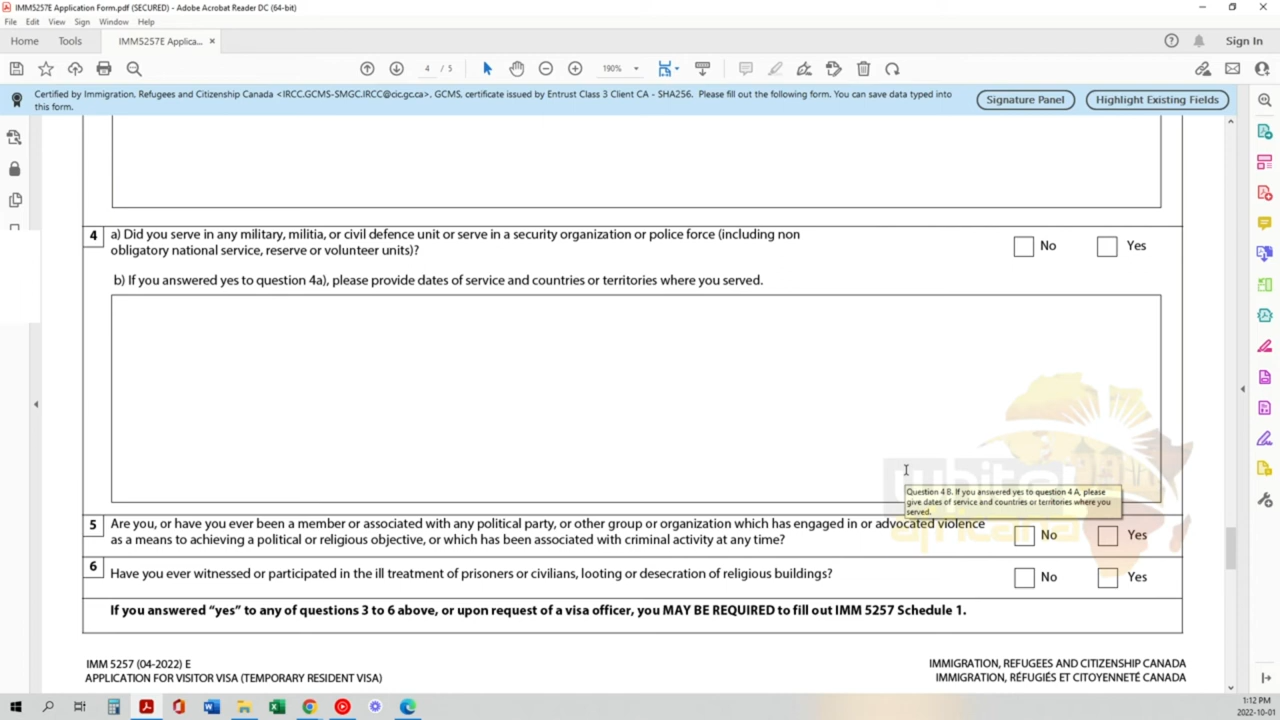 IMM5257E Application Form.pdf (SECURED) - Adobe Acrobat Reader DC (64-bit)
File Edit View Sign Window Help
Home Tools IMM5257E Applica... × Sign In
4 / 5 190%
Certified by Immigration, Refugees and Citizenship Canada <IRCC.GCMS-SMGC.IRCC@cic.gc.ca>, GCMS, certificate issued by Entrust Class 3 Client CA - SHA256. Please fill out the following form. You can save data typed into
this form.
Signature Panel Highlight Existing Fields
4 a) Did you serve in any military, militia, or civil defence unit or serve in a security organization or police force (including non
obligatory national service, reserve or volunteer units)?
No Yes
b) If you answered yes to question 4a), please provide dates of service and countries or territories where you served.
Question 4 B. If you answered yes to question 4 A, please
give dates of service and countries or territories where you
served.
5 Are you, or have you ever been a member or associated with any political party, or other group or organization which has engaged in or advocated violence
as a means to achieving a political or religious objective, or which has been associated with criminal activity at any time?
No Yes
6 Have you ever witnessed or participated in the ill treatment of prisoners or civilians, looting or desecration of religious buildings?
No Yes
If you answered “yes” to any of questions 3 to 6 above, or upon request of a visa officer, you MAY BE REQUIRED to fill out IMM 5257 Schedule 1.
IMM 5257 (04-2022) E
APPLICATION FOR VISITOR VISA (TEMPORARY RESIDENT VISA)
IMMIGRATION, REFUGEES AND CITIZENSHIP CANADA
IMMIGRATION, RÉFUGIÉS ET CITOYENNETÉ CANADA
1:12 PM
2022-10-01